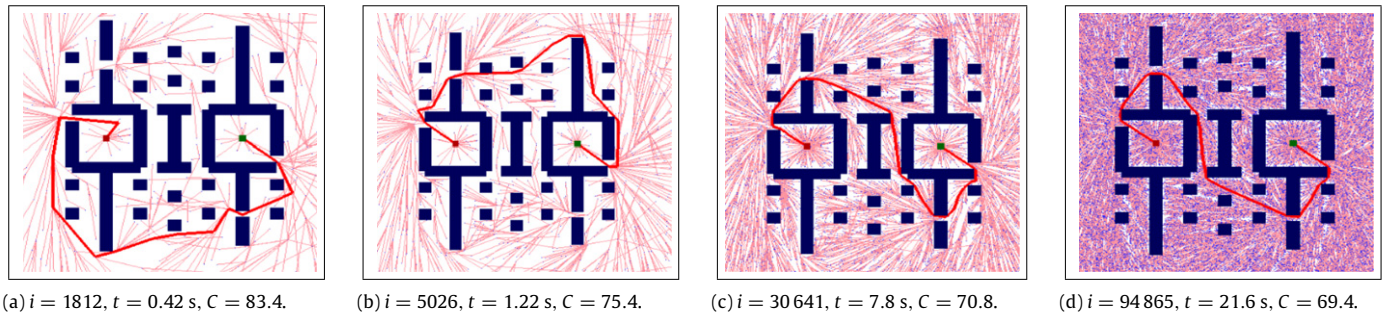 (a) i = 1812, t = 0.42 s, C = 83.4.
(b) i = 5026, t = 1.22 s, C = 75.4.
(c) i = 30 641, t = 7.8 s, C = 70.8.
(d) i = 94 865, t = 21.6 s, C = 69.4.